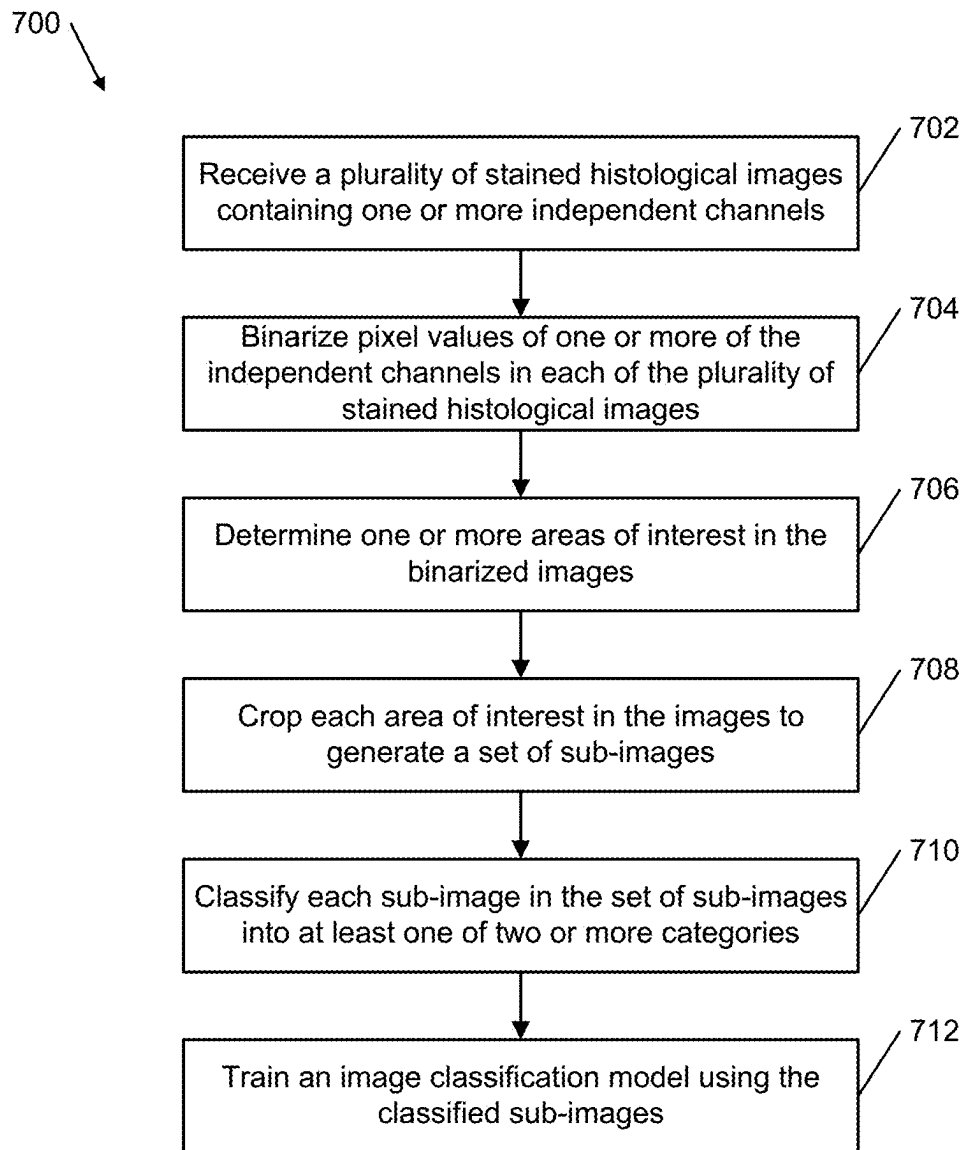 700
702
Receive a plurality of stained histological images
containing one or more independent channels
704
Binarize pixel values of one or more of the
independent channels in each of the plurality of
stained histological images
706
Determine one or more areas of interest in the
binarized images
708
Crop each area of interest in the images to
generate a set of sub-images
710
Classify each sub-image in the set of sub-images
into at least one of two or more categories
712
Train an image classification model using the
classified sub-images